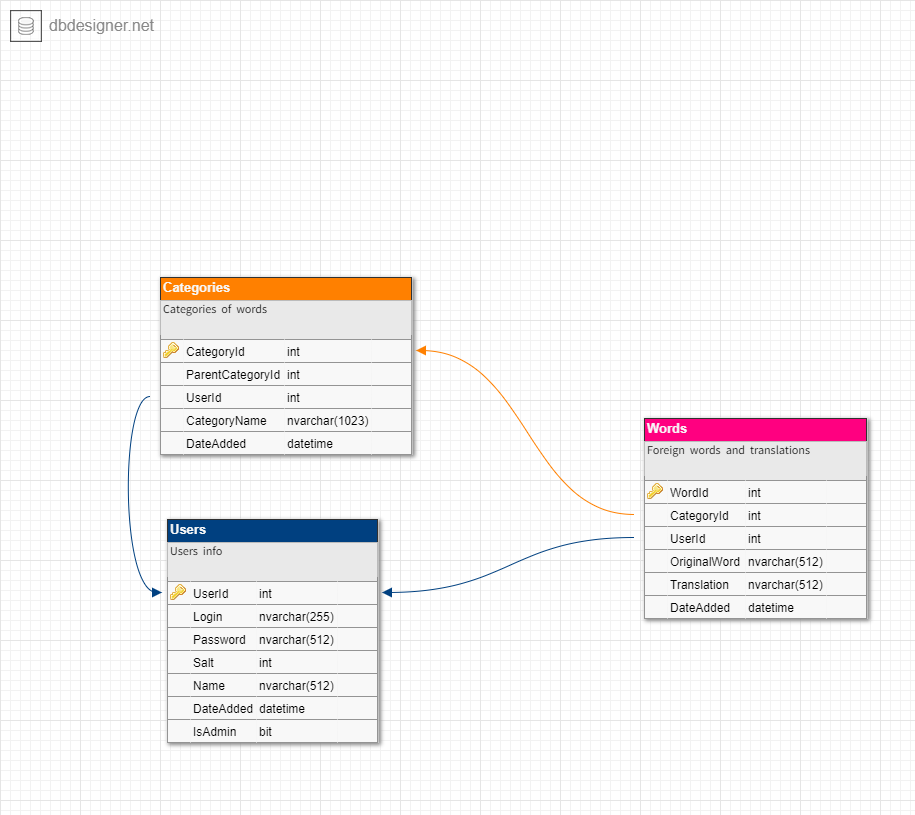 dbdesigner.net
Categories
Categories of words
CategoryId int
ParentCategoryId int
UserId int
CategoryName nvarchar(1023)
DateAdded datetime
Words
Foreign words and translations
WordId int
CategoryId int
UserId int
OriginalWord nvarchar(512)
Translation nvarchar(512)
DateAdded datetime
Users
Users info
UserId int
Login nvarchar(255)
Password nvarchar(512)
Salt int
Name nvarchar(512)
DateAdded datetime
IsAdmin bit